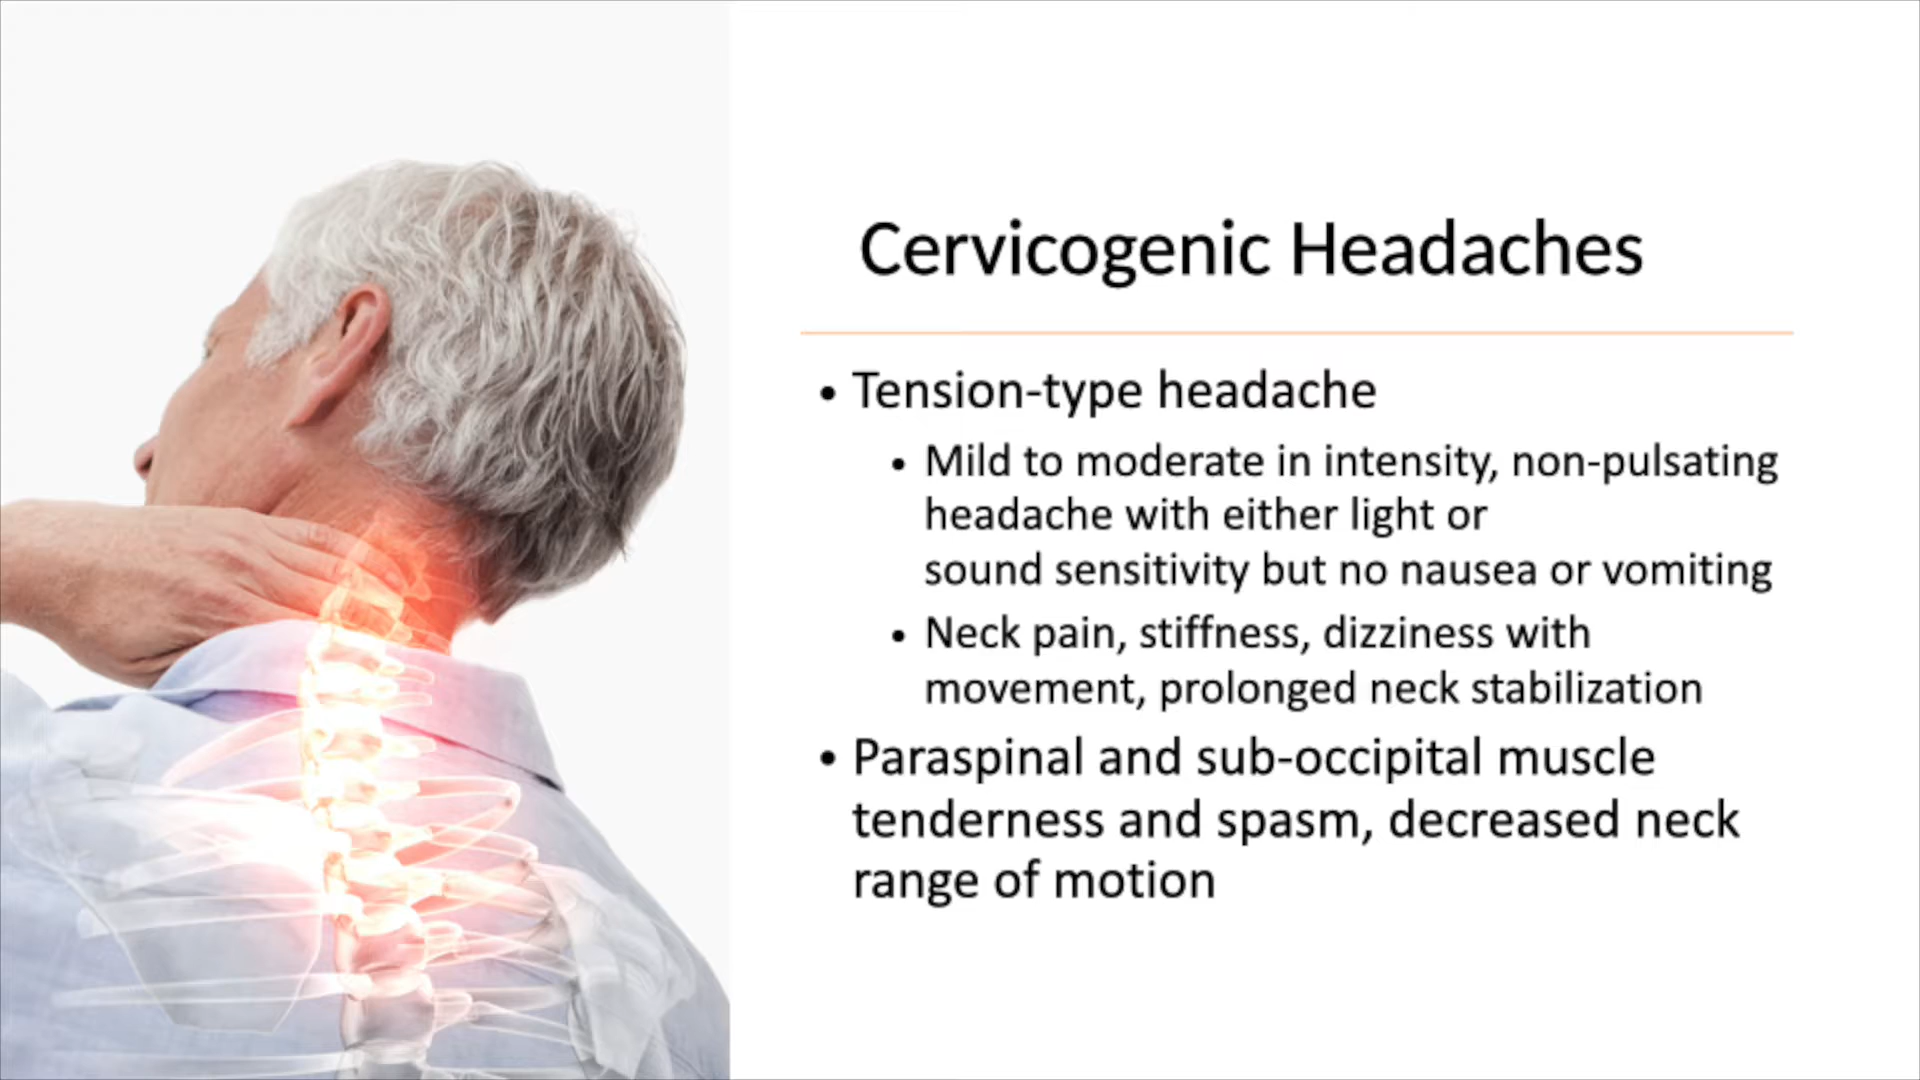 Cervicogenic Headaches
• Tension-type headache
• Mild to moderate in intensity, non-pulsating
headache with either light or
sound sensitivity but no nausea or vomiting
• Neck pain, stiffness, dizziness with
movement, prolonged neck stabilization
• Paraspinal and sub-occipital muscle
tenderness and spasm, decreased neck
range of motion